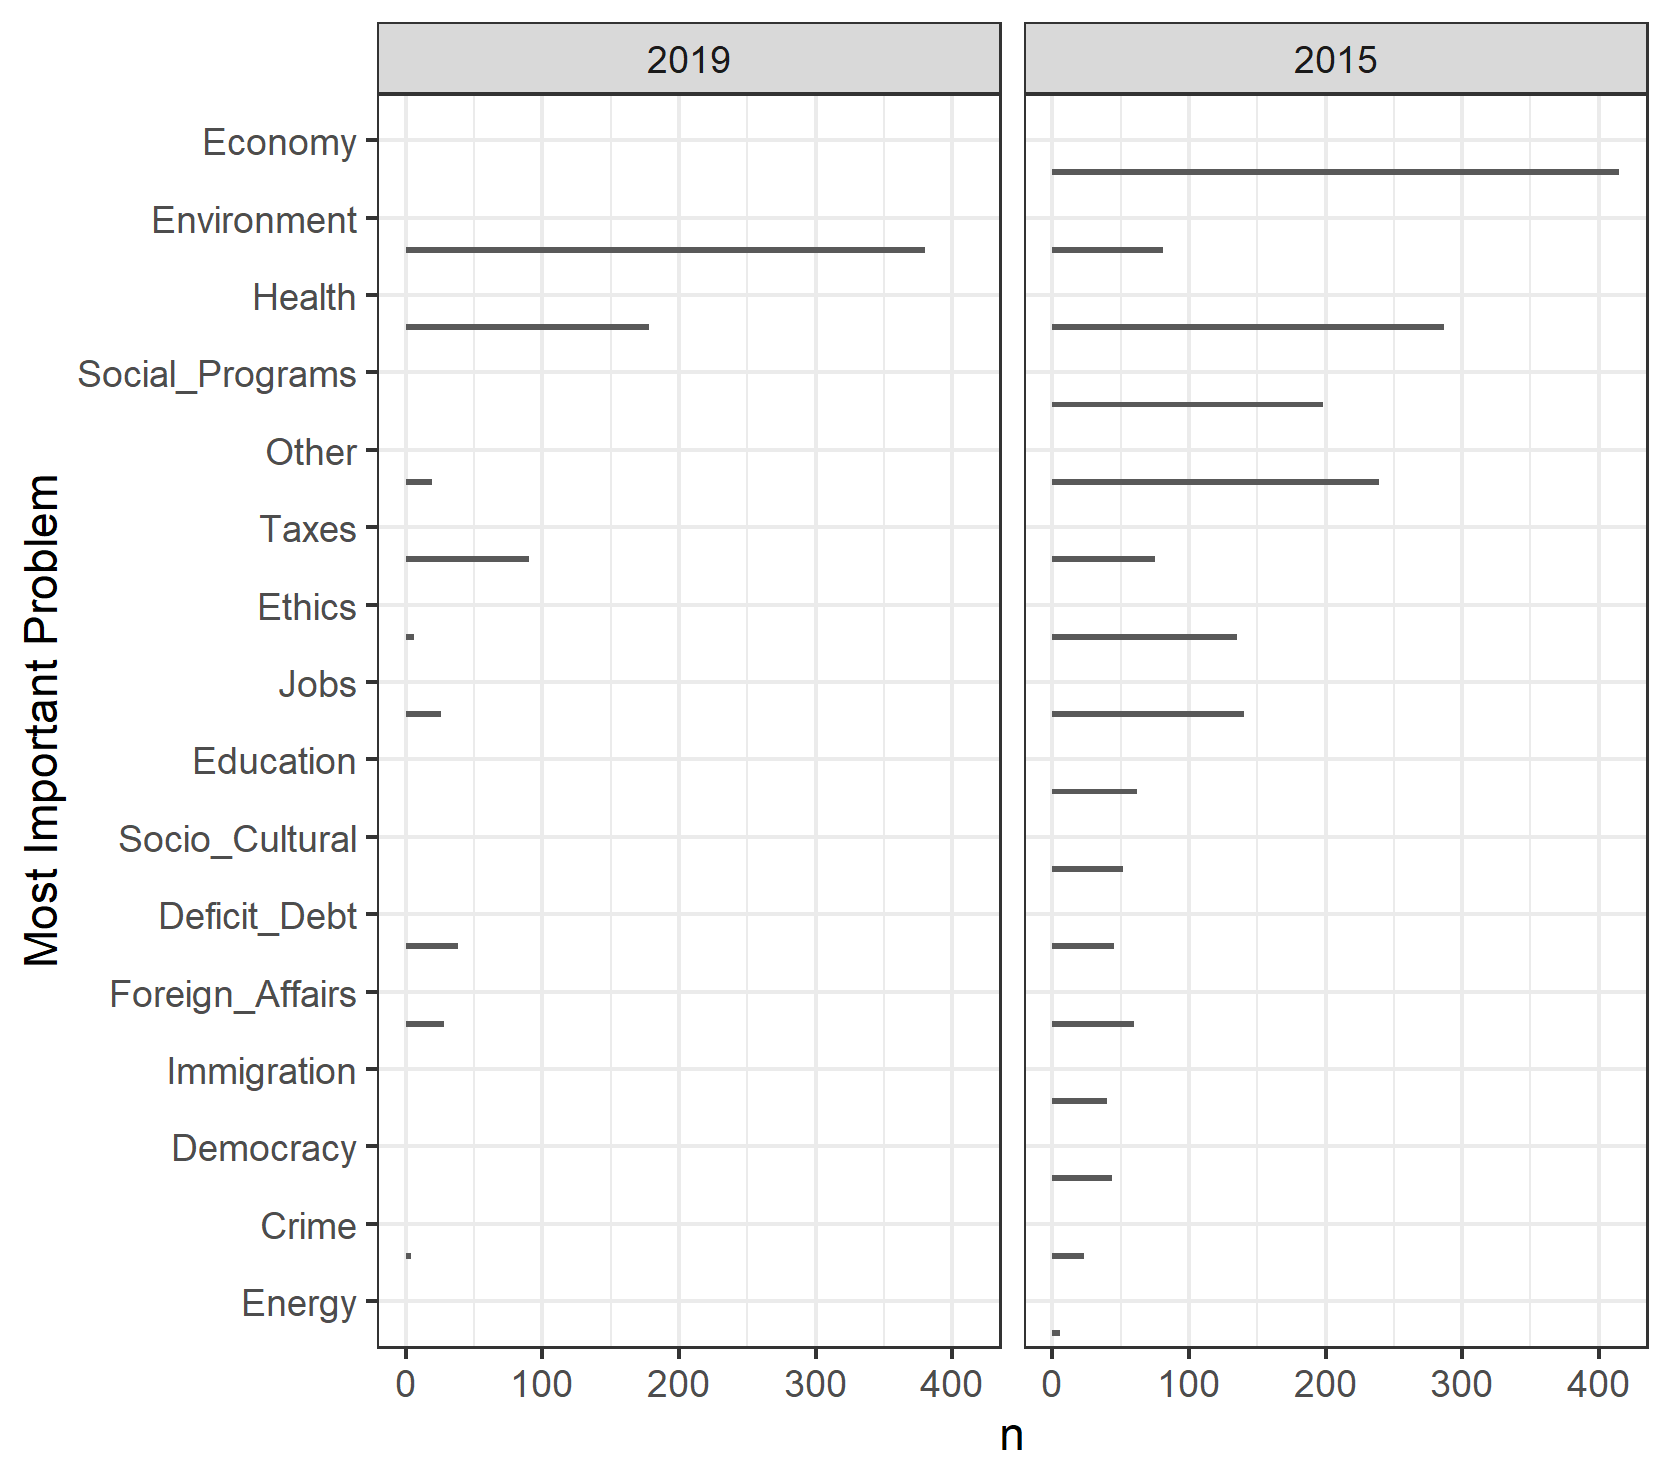 2019
2015
Economy
Environment
Health
Social_Programs
Other
Taxes
Ethics
Jobs
Education
Socio_Cultural
Deficit_Debt
Foreign_Affairs
Immigration
Democracy
Crime
Energy
Most Important Problem
0 100 200 300 400
0 100 200 300 400
n